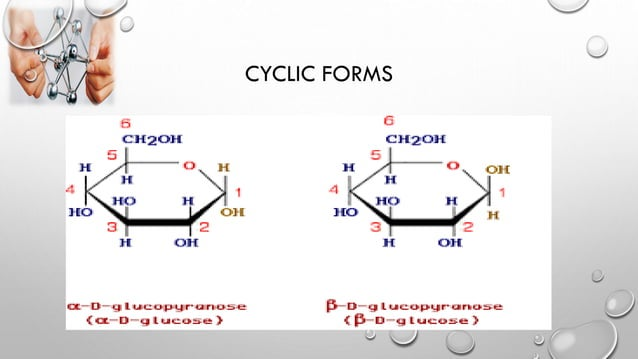 CYCLIC FORMS
6
CH2OH
5
H
O
H
H
4
1
HO
HO
H
OH
3
2
H
OH
α-D-glucopyranose
{α-D-glucose}
6
CH2OH
5
H
O
OH
H
4
1
HO
HO
H
H
3
2
H
OH
β-D-glucopyranose
{β-D-glucose}